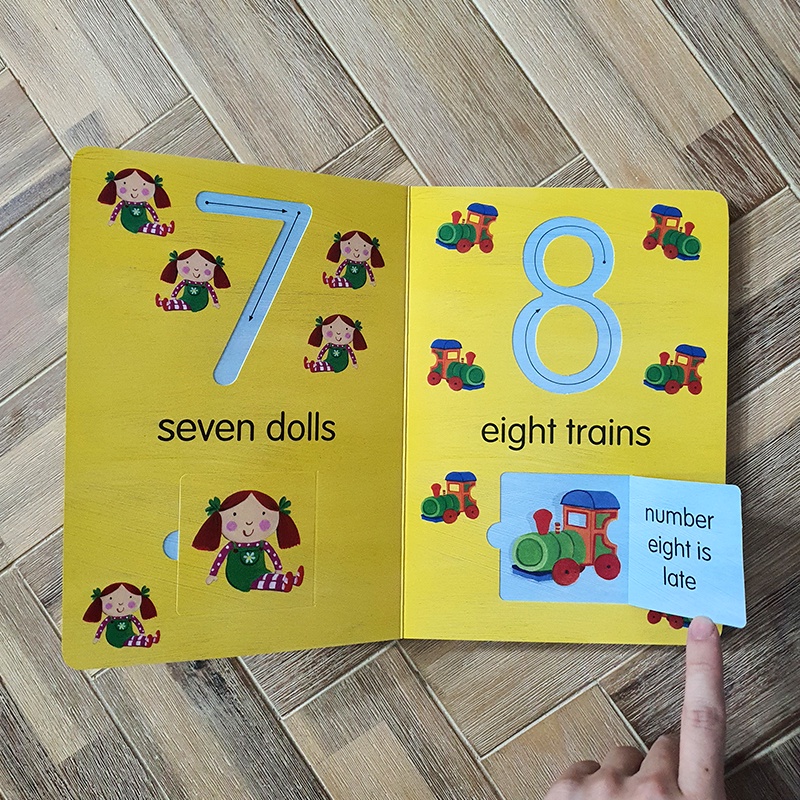 7
seven dolls
8
eight trains
number
eight is
late